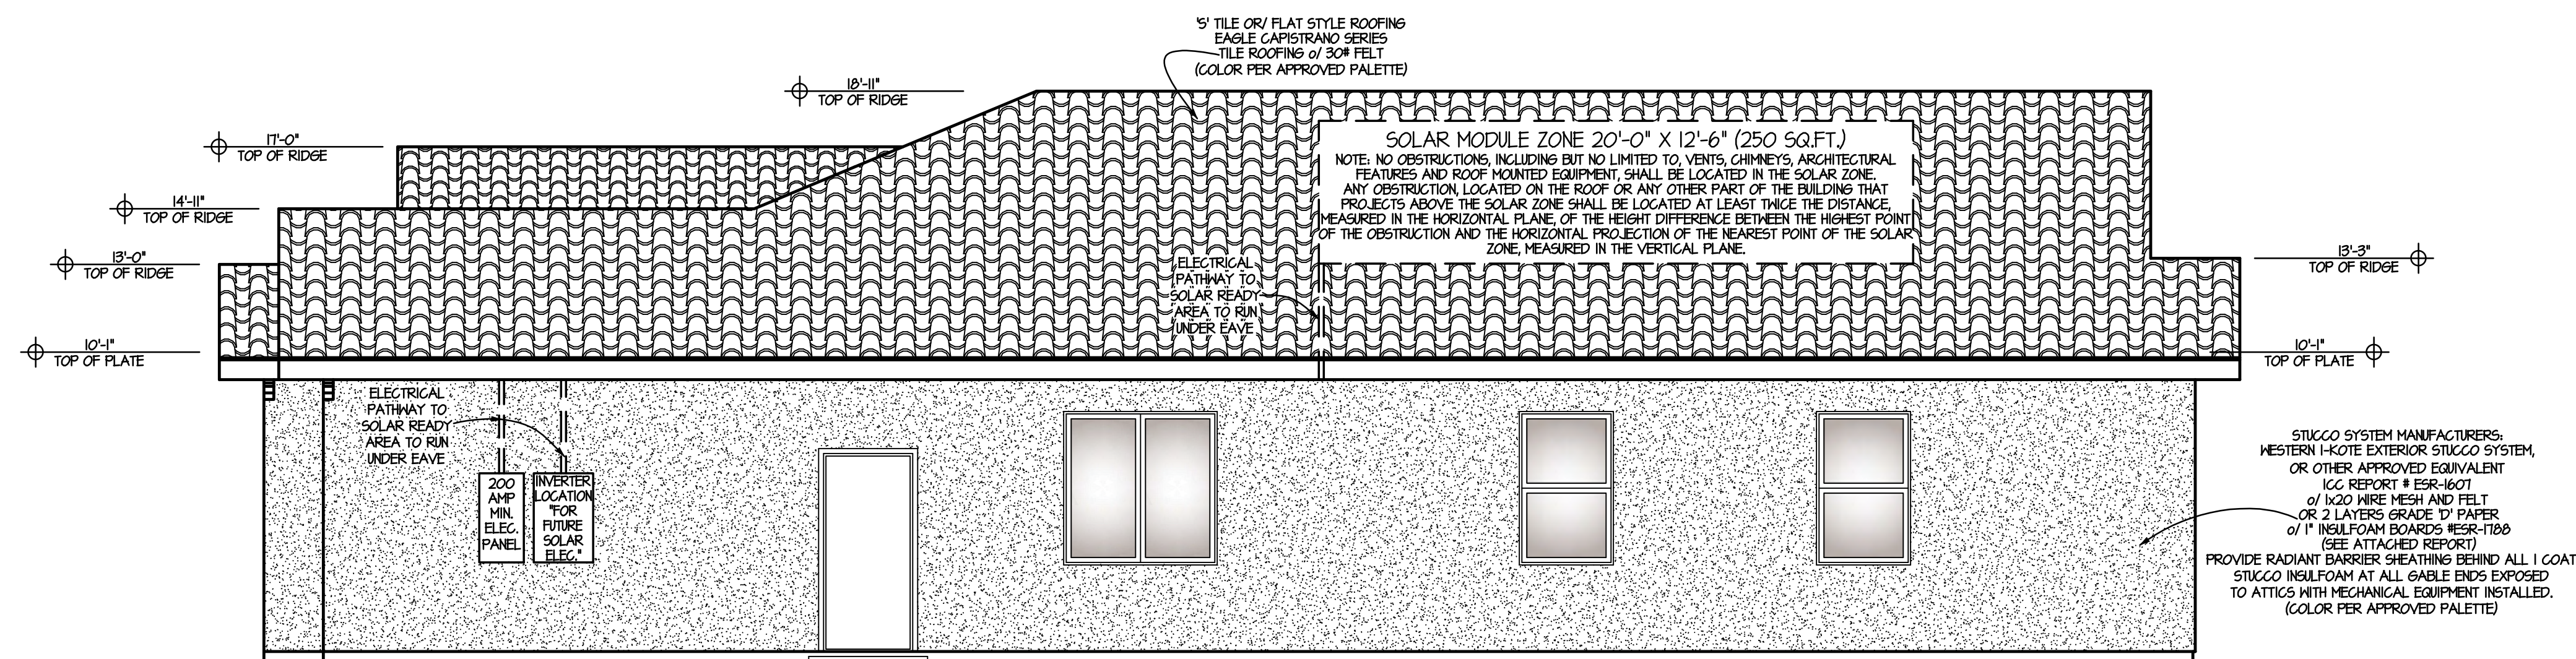 'S' TILE OR/ FLAT STYLE ROOFING
EAGLE CAPISTRANO SERIES
TILE ROOFING o/ 30# FELT
(COLOR PER APPROVED PALETTE)
18'-11"
TOP OF RIDGE
17'-0"
TOP OF RIDGE
14'-11"
TOP OF RIDGE
13'-0"
TOP OF RIDGE
10'-1"
TOP OF PLATE
SOLAR MODULE ZONE 20'-0" X 12'-6" (250 SQ.FT.)
NOTE: NO OBSTRUCTIONS, INCLUDING BUT NO LIMITED TO, VENTS, CHIMNEYS, ARCHITECTURAL
FEATURES AND ROOF MOUNTED EQUIPMENT, SHALL BE LOCATED IN THE SOLAR ZONE.
ANY OBSTRUCTION, LOCATED ON THE ROOF OR ANY OTHER PART OF THE BUILDING THAT
PROJECTS ABOVE THE SOLAR ZONE SHALL BE LOCATED AT LEAST TWICE THE DISTANCE,
MEASURED IN THE HORIZONTAL PLANE, OF THE HEIGHT DIFFERENCE BETWEEN THE HIGHEST POINT
OF THE OBSTRUCTION AND THE HORIZONTAL PROJECTION OF THE NEAREST POINT OF THE SOLAR
ZONE, MEASURED IN THE VERTICAL PLANE.
ELECTRICAL
PATHWAY TO
SOLAR READY
AREA TO RUN
UNDER EAVE
13'-3"
TOP OF RIDGE
10'-1"
TOP OF PLATE
ELECTRICAL
PATHWAY TO
SOLAR READY
AREA TO RUN
UNDER EAVE
200
AMP
MIN.
ELEC.
PANEL
INVERTER
LOCATION
"FOR
FUTURE
SOLAR
ELEC."
STUCCO SYSTEM MANUFACTURERS:
WESTERN 1-KOTE EXTERIOR STUCCO SYSTEM,
OR OTHER APPROVED EQUIVALENT
ICC REPORT # ESR-1607
o/ 1x20 WIRE MESH AND FELT
OR 2 LAYERS GRADE 'D' PAPER
o/ 1" INSULFOAM BOARDS #ESR-1788
(SEE ATTACHED REPORT)
PROVIDE RADIANT BARRIER SHEATHING BEHIND ALL 1 COAT
STUCCO INSULFOAM AT ALL GABLE ENDS EXPOSED
TO ATTICS WITH MECHANICAL EQUIPMENT INSTALLED.
(COLOR PER APPROVED PALETTE)